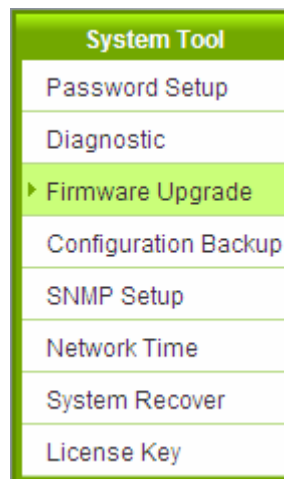 System Tool
Password Setup
Diagnostic
Firmware Upgrade
Configuration Backup
SNMP Setup
Network Time
System Recover
License Key